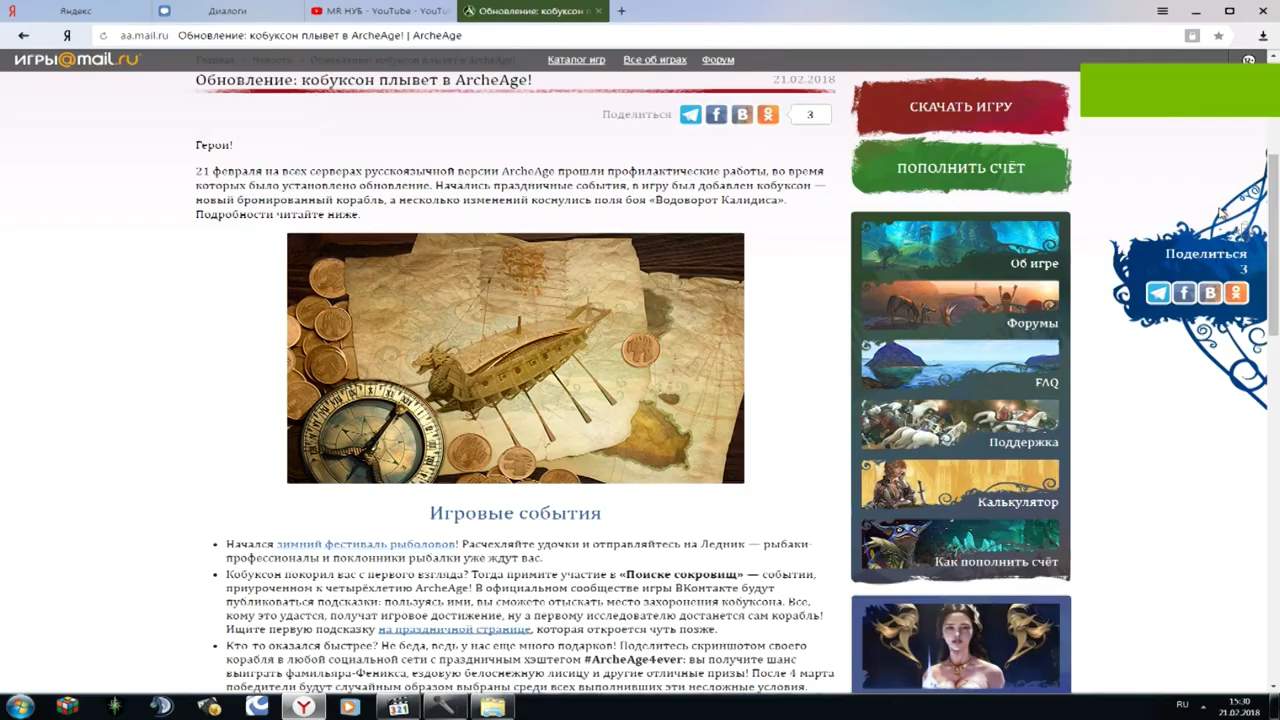 Яндекс
Диалоги
MR НУБ - YouTube - YouTu
Обновление: кобуксон
aa.mail.ru Обновление: кобуксон плывет в ArcheAge! | ArcheAge
игры@mail.ru
Главная Новости Обновление: кобуксон плывет в ArcheAge!
Каталог игр Все об играх Форум
Обновление: кобуксон плывет в ArcheAge!
21.02.2018
Поделиться
3
Герои!
21 февраля на всех серверах русскоязычной версии ArcheAge прошли профилактические работы, во время
которых было установлено обновление. Начались праздничные события, в игру был добавлен кобуксон —
новый бронированный корабль, а несколько изменений коснулись поля боя «Водоворот Калидиса».
Подробности читайте ниже.
Игровые события
• Начался зимний фестиваль рыболовов! Расчехляйте удочки и отправляйтесь на Ледник — рыбаки-
профессионалы и поклонники рыбалки уже ждут вас.
• Кобуксон покорил вас с первого взгляда? Тогда примите участие в «Поиске сокровищ» — событии,
приуроченном к четырёхлетию ArcheAge! В официальном сообществе игры ВКонтакте будут
публиковаться подсказки: пользуясь ими, вы сможете отыскать место захоронения кобуксона. Все,
кому это удастся, получат игровое достижение, ну а первому исследователю достанется сам корабль!
Ищите первую подсказку на праздничной странице, которая откроется чуть позже.
• Кто-то оказался быстрее? Не беда, ведь у нас еще много подарков! Поделитесь скриншотом своего
корабля в любой социальной сети с праздничным хэштегом #ArcheAge4ever: вы получите шанс
выиграть фамильяра-Феникса, ездовую белоснежную лисицу и другие отличные призы! После 4 марта
победители будут случайным образом выбраны среди всех выполнивших эти несложные условия.
СКАЧАТЬ ИГРУ
ПОПОЛНИТЬ СЧЁТ
Об игре
Форумы
FAQ
Поддержка
Калькулятор
Как пополнить счёт
Поделиться
3
RU
15:30
21.02.2018